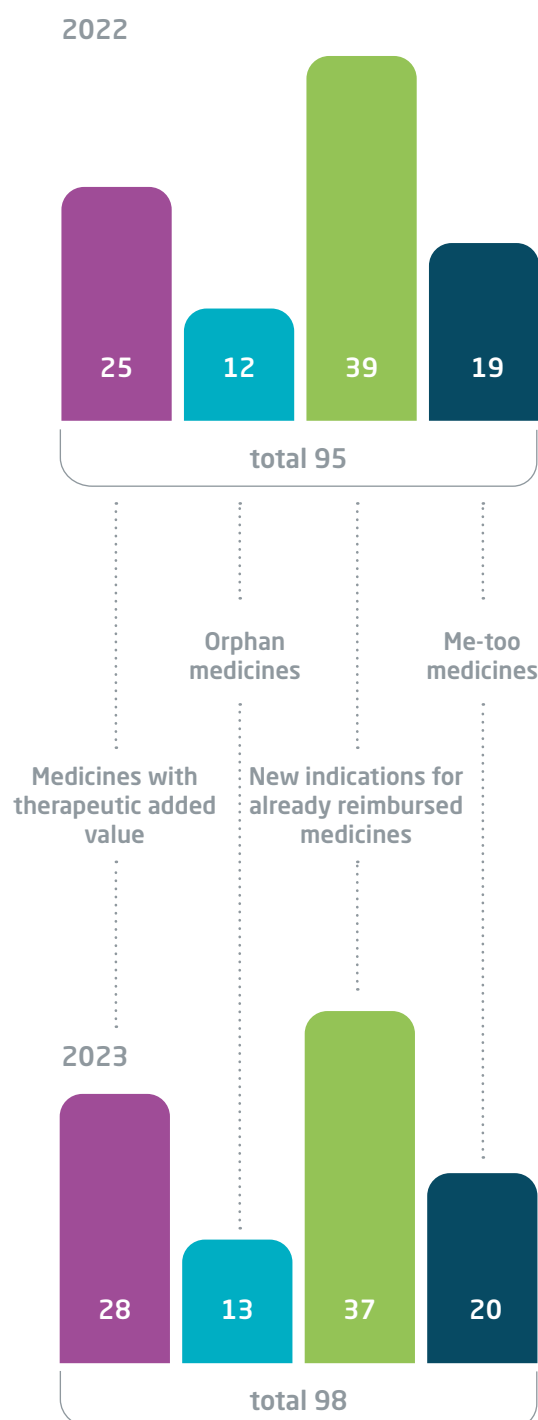 2022
25
12
39
19
total 95
Orphan
medicines
Me-too
medicines
Medicines with
therapeutic added
value
New indications for
already reimbursed
medicines
2023
28
13
37
20
total 98